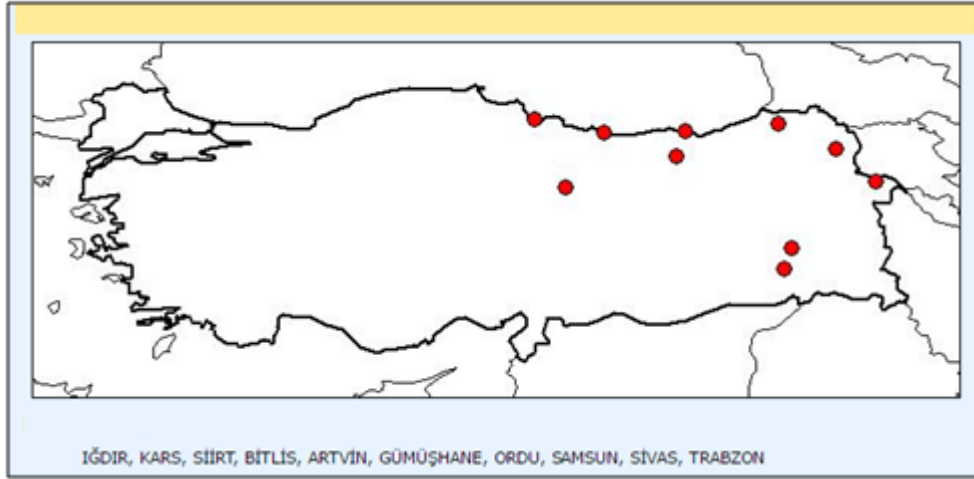 IĞDIR, KARS, SİİRT, BİTLİS, ARTVİN, GÜMÜŞHANE, ORDU, SAMSUN, SİVAS, TRABZON